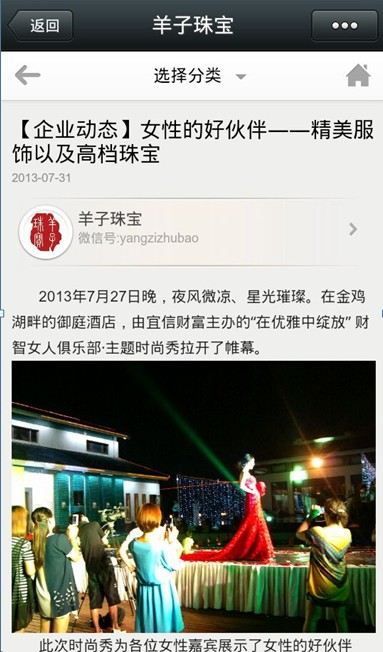 返回
羊子珠宝
选择分类
【企业动态】女性的好伙伴——精美服
饰以及高档珠宝
2013-07-31
羊子珠寶
羊子珠宝
微信号:yangzizhubao
2013年7月27日晚，夜风微凉、星光璀璨。在金鸡
湖畔的御庭酒店，由宜信财富主办的“在优雅中绽放” 财
智女人俱乐部·主题时尚秀拉开了帷幕。
此次时尚秀为各位女性嘉宾展示了女性的好伙伴